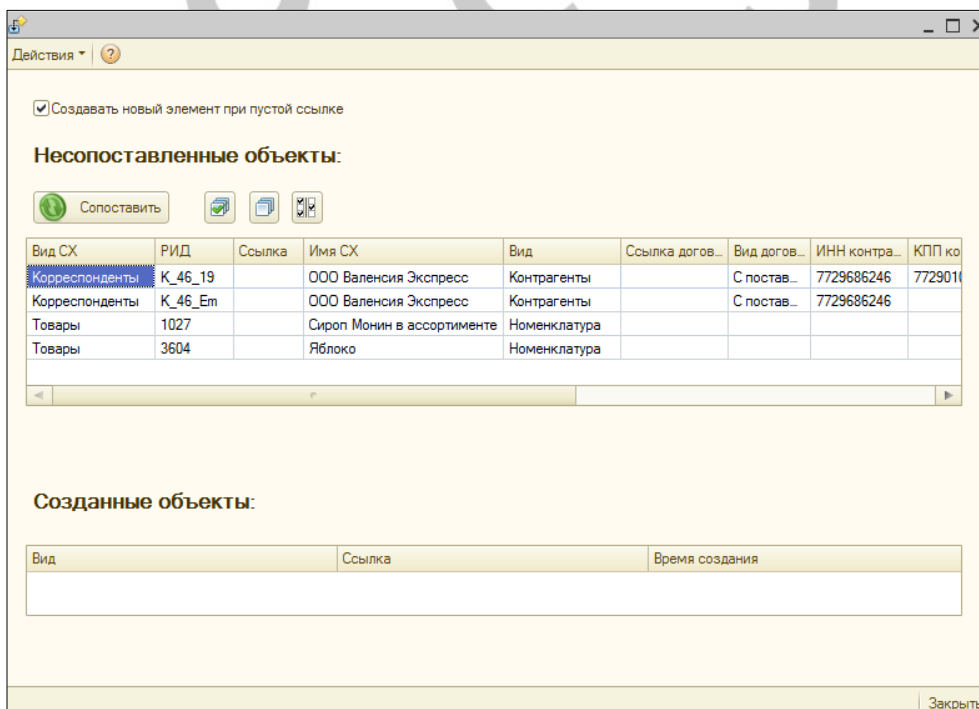 Действия
Создавать новый элемент при пустой ссылке
Несопоставленные объекты:
Сопоставить
Вид СХ РИД Ссылка Имя СХ Вид Ссылка догов... Вид догов... ИНН контра... КПП ко
Корреспонденты K_46_19 ООО Валенсия Экспресс Контрагенты С постав... 7729686246 7729010
Корреспонденты K_46_Em ООО Валенсия Экспресс Контрагенты С постав... 7729686246
Товары 1027 Сироп Монин в ассортименте Номенклатура
Товары 3604 Яблоко Номенклатура
Созданные объекты:
Вид Ссылка Время создания
Закрыть